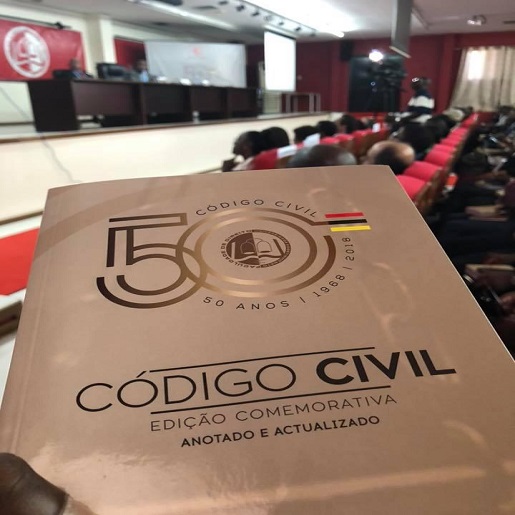 CÓDIGO CIVIL
50
50 ANOS | 1968 | 2018
CÓDIGO CIVIL
EDIÇÃO COMEMORATIVA
ANOTADO E ACTUALIZADO